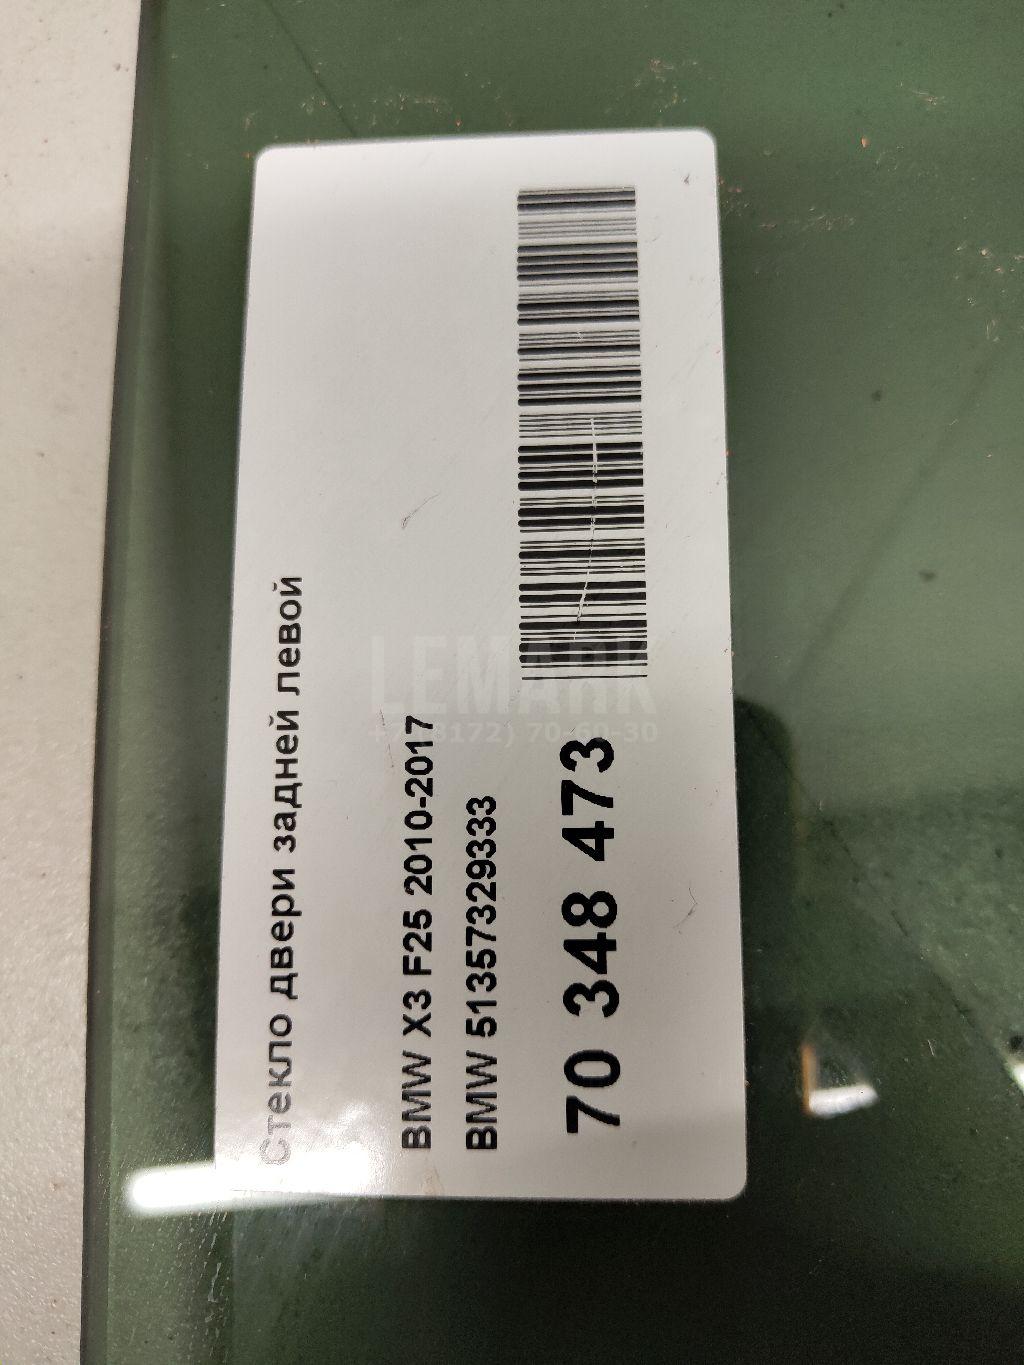 Стекло двери задней левой
BMW X3 F25 2010-2017
BMW 51357329333
70 348 473
LEMARK
+7 (8172) 70-60-30